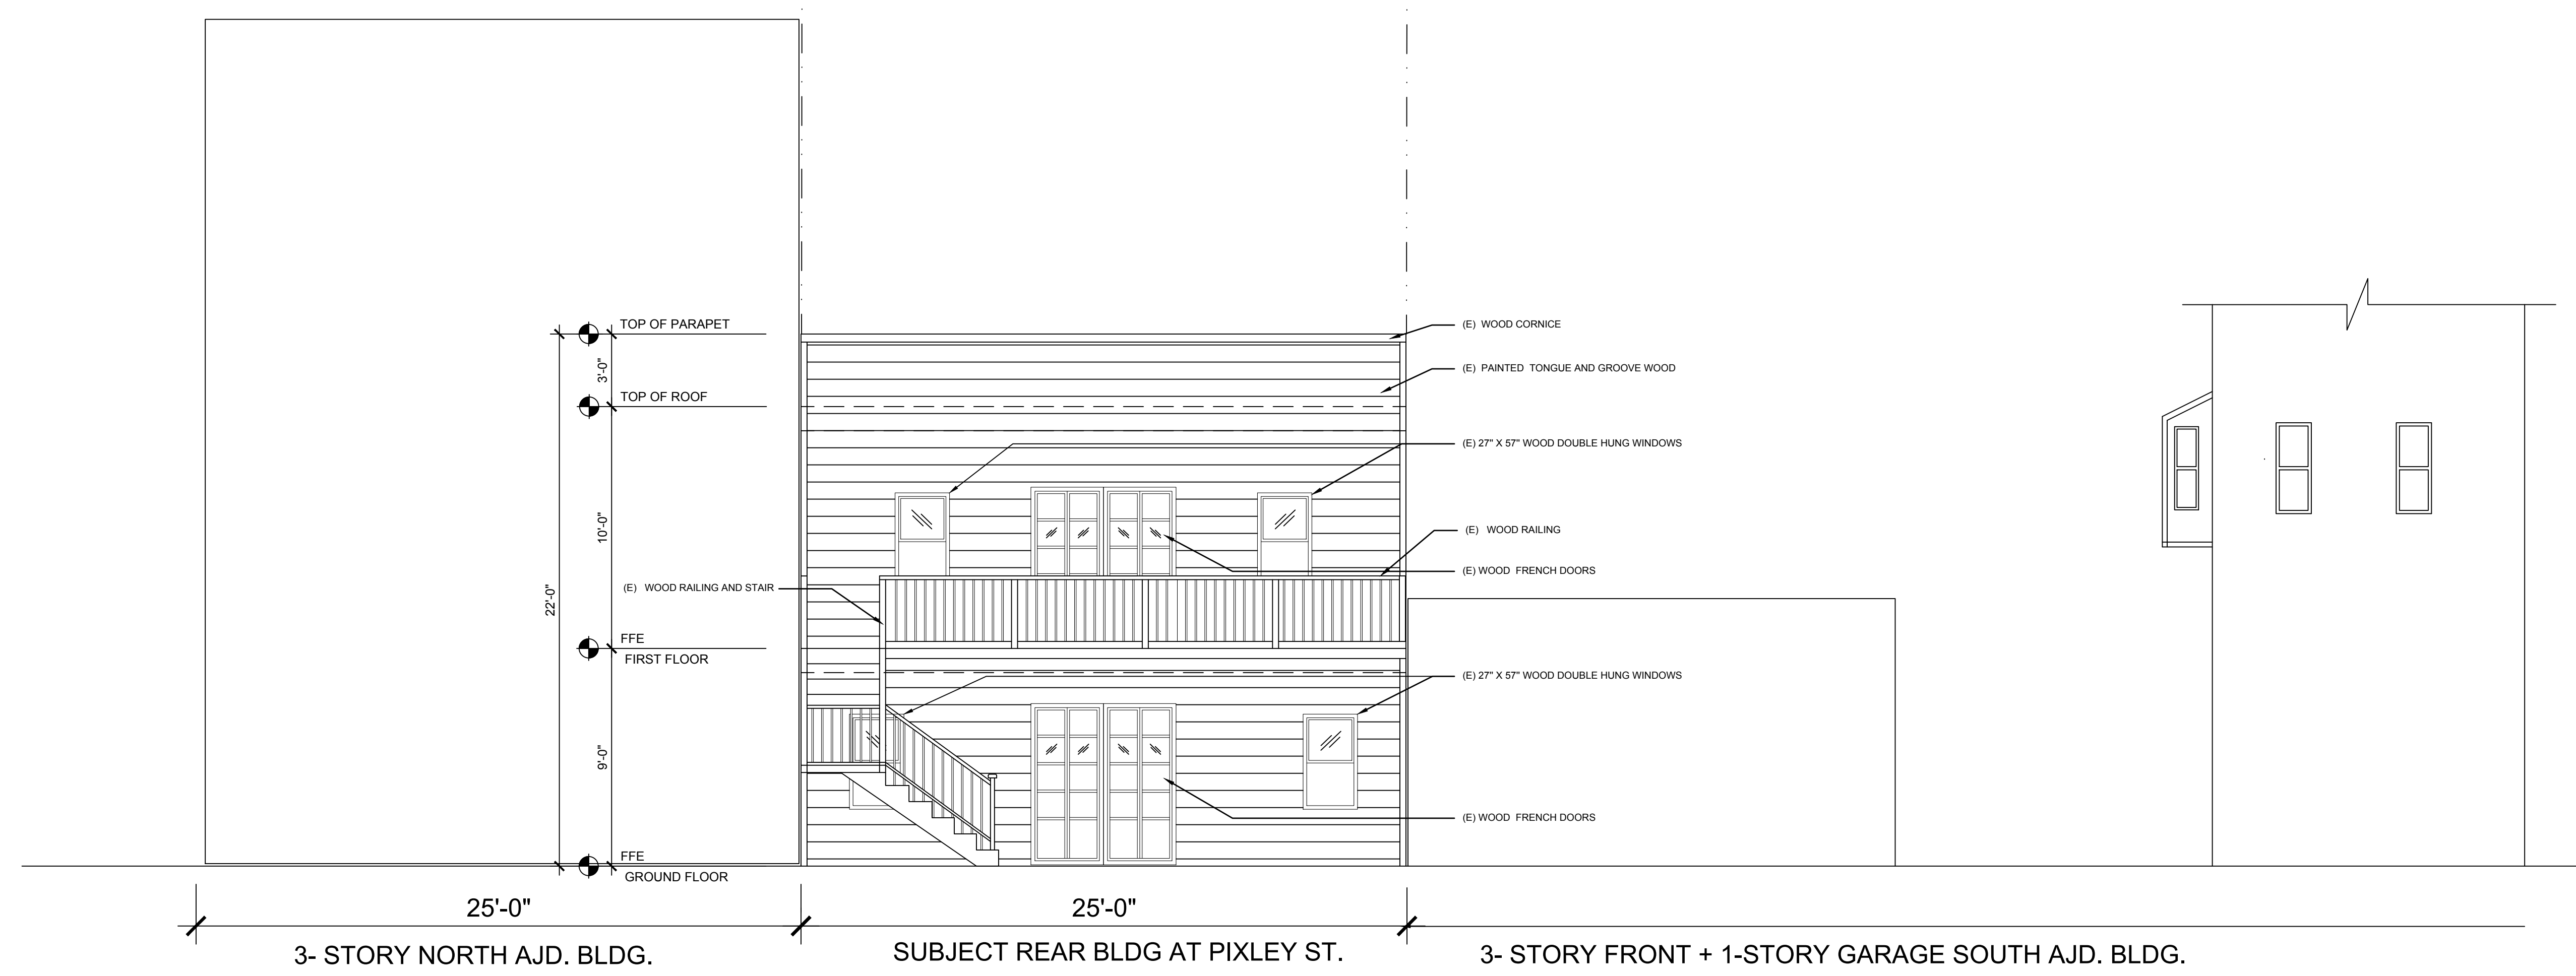 TOP OF PARAPET
(E) WOOD CORNICE
3'-0"
(E) PAINTED TONGUE AND GROOVE WOOD
TOP OF ROOF
(E) 27" X 57" WOOD DOUBLE HUNG WINDOWS
10'-0"
(E) WOOD RAILING
(E) WOOD FRENCH DOORS
22'-0"
(E) WOOD RAILING AND STAIR
FFE
FIRST FLOOR
(E) 27" X 57" WOOD DOUBLE HUNG WINDOWS
9'-0"
(E) WOOD FRENCH DOORS
FFE
GROUND FLOOR
25'-0"
25'-0"
3- STORY NORTH AJD. BLDG.
SUBJECT REAR BLDG AT PIXLEY ST.
3- STORY FRONT + 1-STORY GARAGE SOUTH AJD. BLDG.